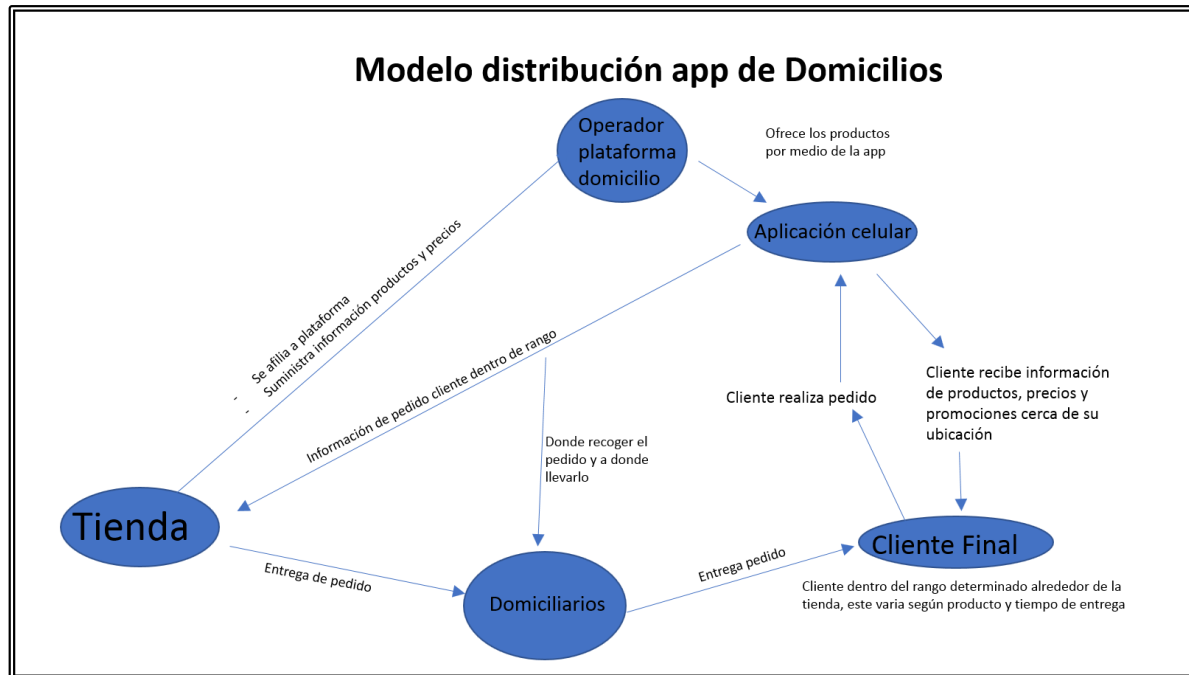 Modelo distribución app de Domicilios
Operador
plataforma
domicilio
Ofrece los productos
por medio de la app
Aplicación celular
- Se afilia a plataforma
- Suministra información productos y precios
Información de pedido cliente dentro de rango
Cliente realiza pedido
Cliente recibe información
de productos, precios y
promociones cerca de su
ubicación
Donde recoger el
pedido y a donde
llevarlo
Tienda
Entrega de pedido
Domiciliarios
Entrega pedido
Cliente Final
Cliente dentro del rango determinado alrededor de la
tienda, este varia según producto y tiempo de entrega